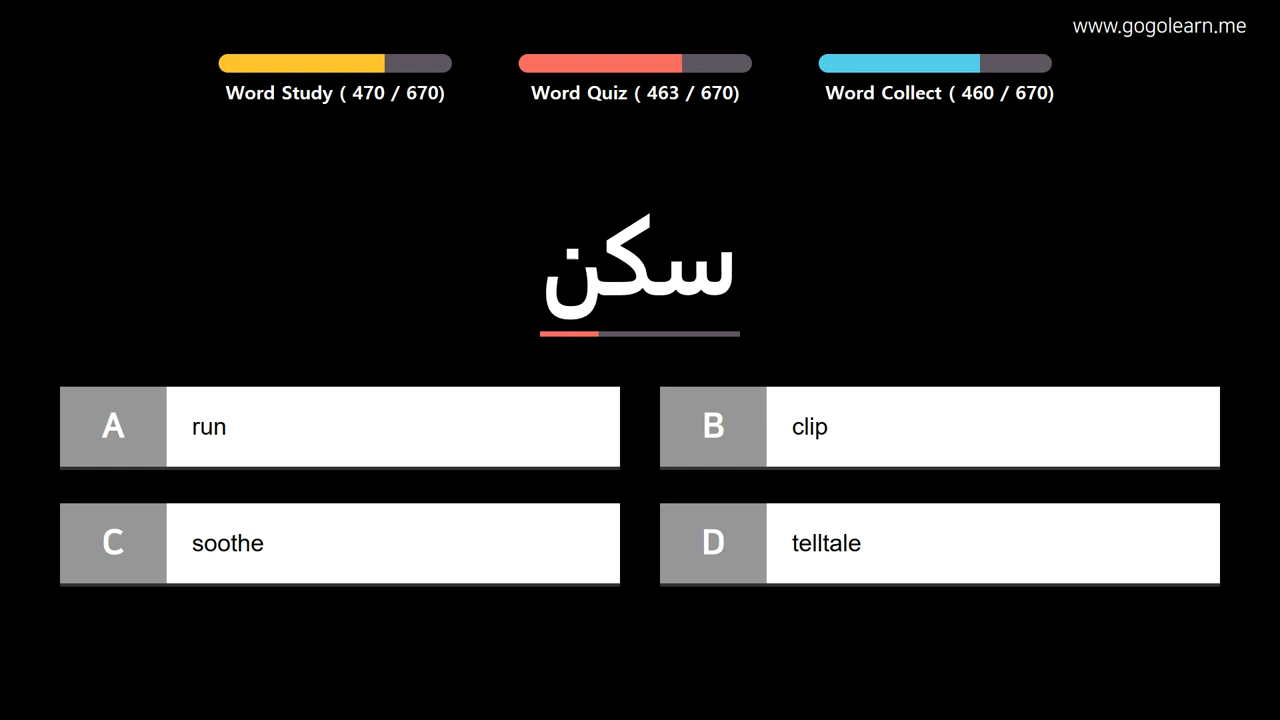 www.gogolearn.me
Word Study ( 470 / 670)
Word Quiz ( 463 / 670)
Word Collect ( 460 / 670)
سكن
A run
B clip
C soothe
D telltale